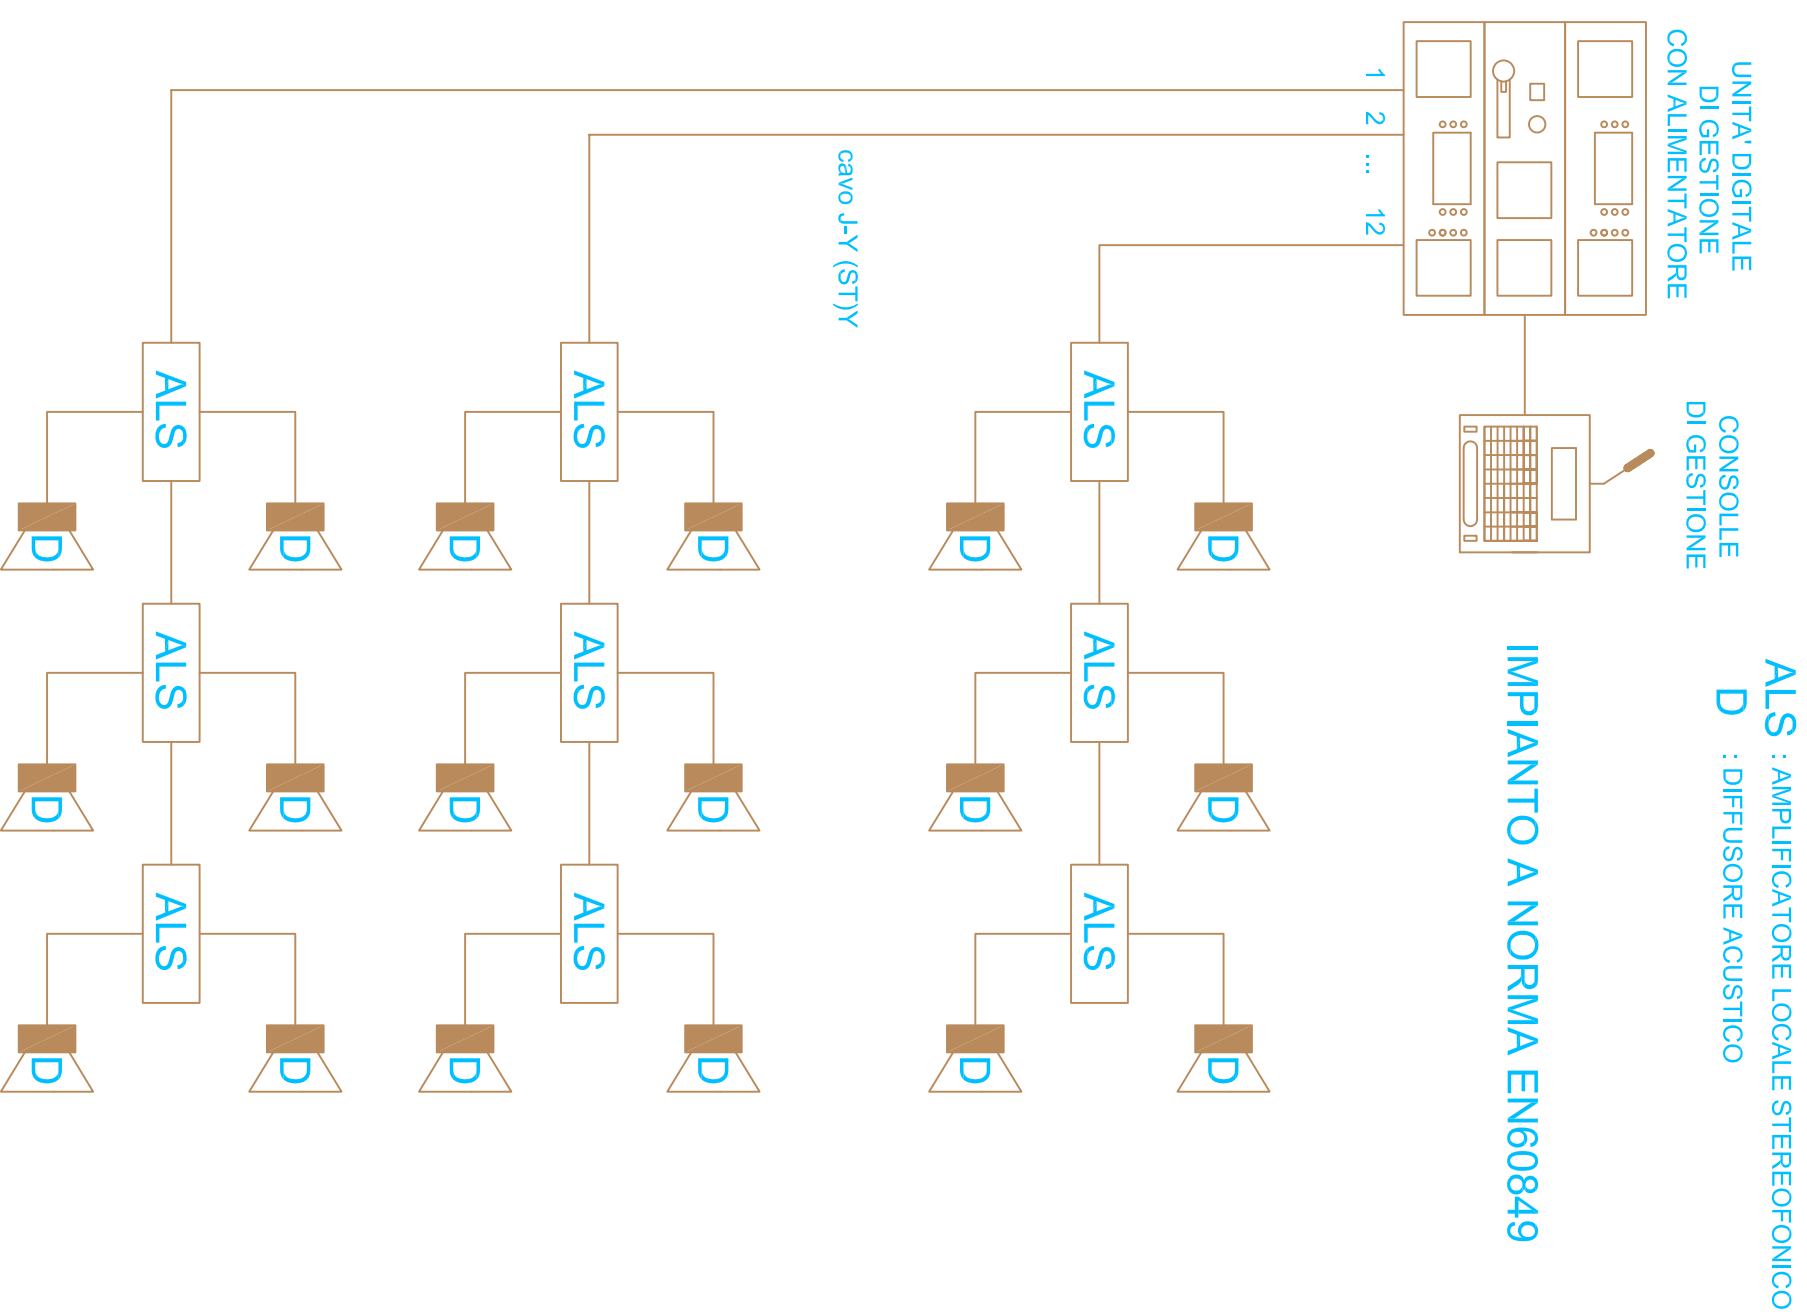 UNITA' DIGITALE
DI GESTIONE
CON ALIMENTATORE
1
2
...
12
cavo J-Y (ST)Y
CONSOLLE
DI GESTIONE
ALS : AMPLIFICATORE LOCALE STEREOFONICO
D : DIFFUSORE ACUSTICO
IMPIANTO A NORMA EN60849
ALS
ALS
ALS
D
D
D
D
D
D
ALS
ALS
ALS
D
D
D
D
D
D
ALS
ALS
ALS
D
D
D
D
D
D